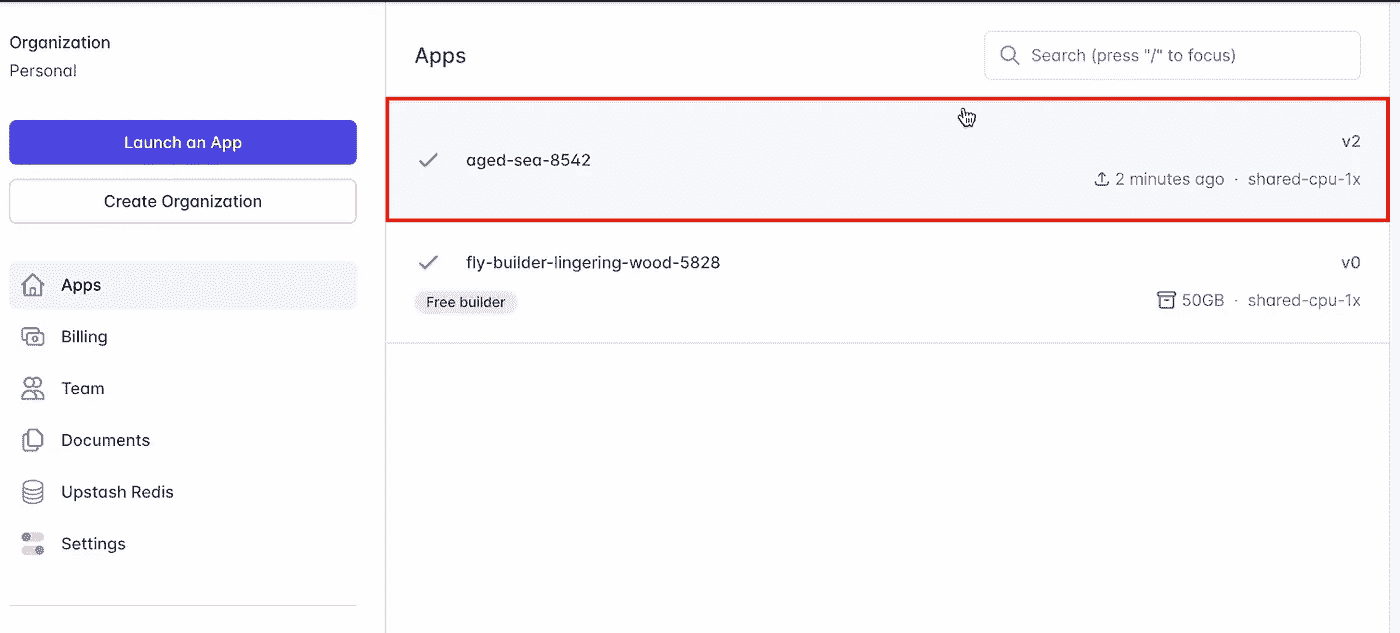 Organization
Personal
Launch an App
Create Organization
Apps
Billing
Team
Documents
Upstash Redis
Settings
Apps
Search (press "/" to focus)
aged-sea-8542
v2
2 minutes ago · shared-cpu-1x
fly-builder-lingering-wood-5828
v0
Free builder
50GB · shared-cpu-1x